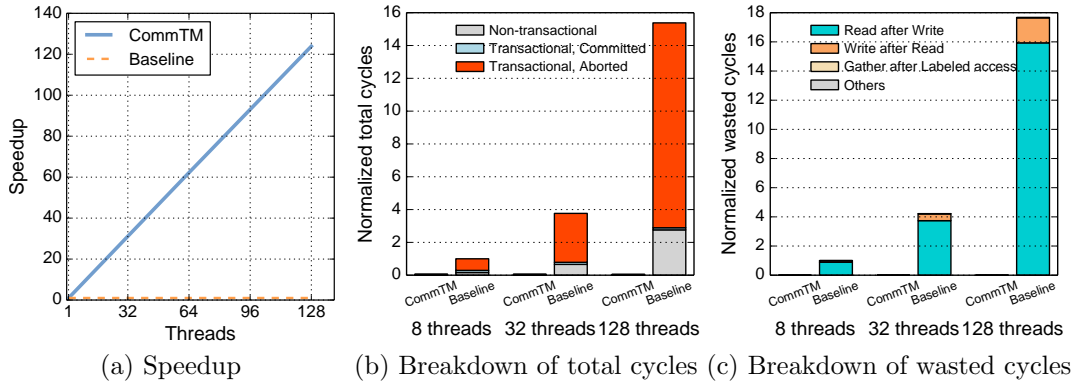 140
120
100
80
60
40
20
0
Speedup
CommTM
Baseline
1 32 64 96 128
Threads
(a) Speedup
16
14
12
10
8
6
4
2
0
Normalized total cycles
Non-transactional
Transactional, Committed
Transactional, Aborted
CommTM Baseline CommTM Baseline CommTM Baseline
8 threads 32 threads 128 threads
(b) Breakdown of total cycles
18
16
14
12
10
8
6
4
2
0
Normalized wasted cycles
Read after Write
Write after Read
Gather after Labeled access
Others
CommTM Baseline CommTM Baseline CommTM Baseline
8 threads 32 threads 128 threads
(c) Breakdown of wasted cycles